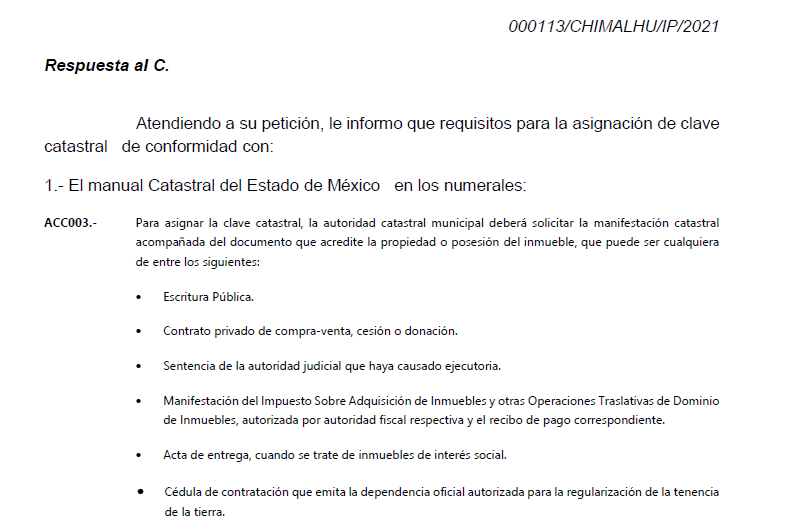 000113/CHIMALHU/IP/2021
Respuesta al C.
Atendiendo a su petición, le informo que requisitos para la asignación de clave
catastral de conformidad con:
1.- El manual Catastral del Estado de México en los numerales:
ACC003.- Para asignar la clave catastral, la autoridad catastral municipal deberá solicitar la manifestación catastral
acompañada del documento que acredite la propiedad o posesión del inmueble, que puede ser cualquiera
de entre los siguientes:
• Escritura Pública.
• Contrato privado de compra-venta, cesión o donación.
• Sentencia de la autoridad judicial que haya causado ejecutoria.
• Manifestación del Impuesto Sobre Adquisición de Inmuebles y otras Operaciones Traslativas de Dominio
de Inmuebles, autorizada por autoridad fiscal respectiva y el recibo de pago correspondiente.
• Acta de entrega, cuando se trate de inmuebles de interés social.
• Cédula de contratación que emita la dependencia oficial autorizada para la regularización de la tenencia
de la tierra.